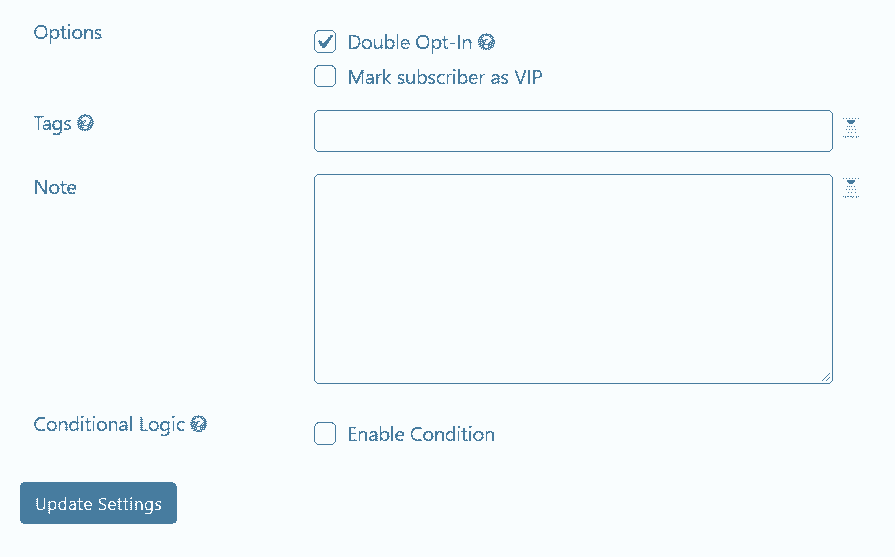 Options
Double Opt-In
Mark subscriber as VIP
Tags
Note
Conditional Logic
Enable Condition
Update Settings